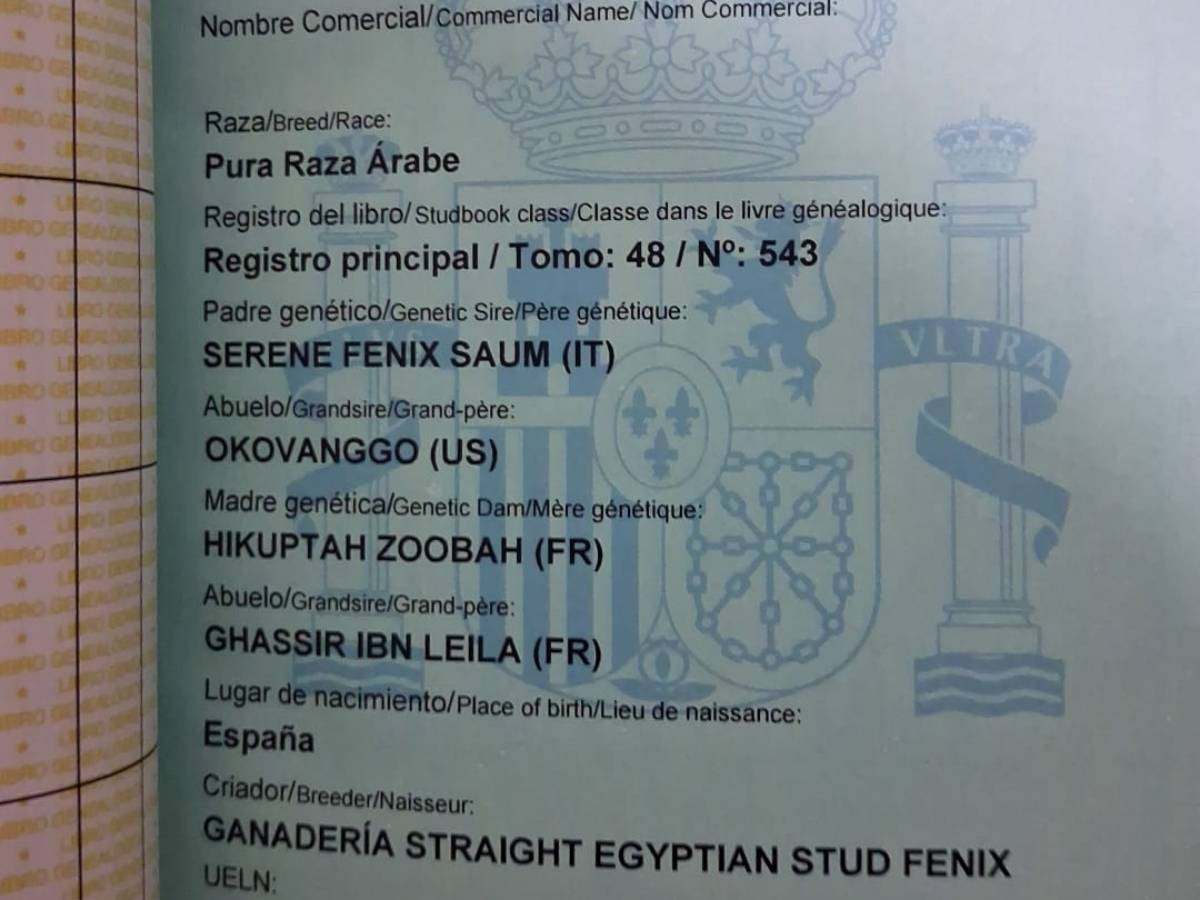 Nombre Comercial/Commercial Name/ Nom Commercial:
Raza/Breed/Race:
Pura Raza Árabe
Registro del libro/Studbook class/Classe dans le livre généalogique:
Registro principal / Tomo: 48 / Nº: 543
Padre genético/Genetic Sire/Père génétique:
SERENE FENIX SAUM (IT)
Abuelo/Grandsire/Grand-père:
OKOVANGGO (US)
Madre genética/Genetic Dam/Mère génétique:
HIKUPTAH ZOOBAH (FR)
Abuelo/Grandsire/Grand-père:
GHASSIR IBN LEILA (FR)
Lugar de nacimiento/Place of birth/Lieu de naissance:
España
Criador/Breeder/Naisseur:
GANADERÍA STRAIGHT EGYPTIAN STUD FENIX
UELN:
VLTRA